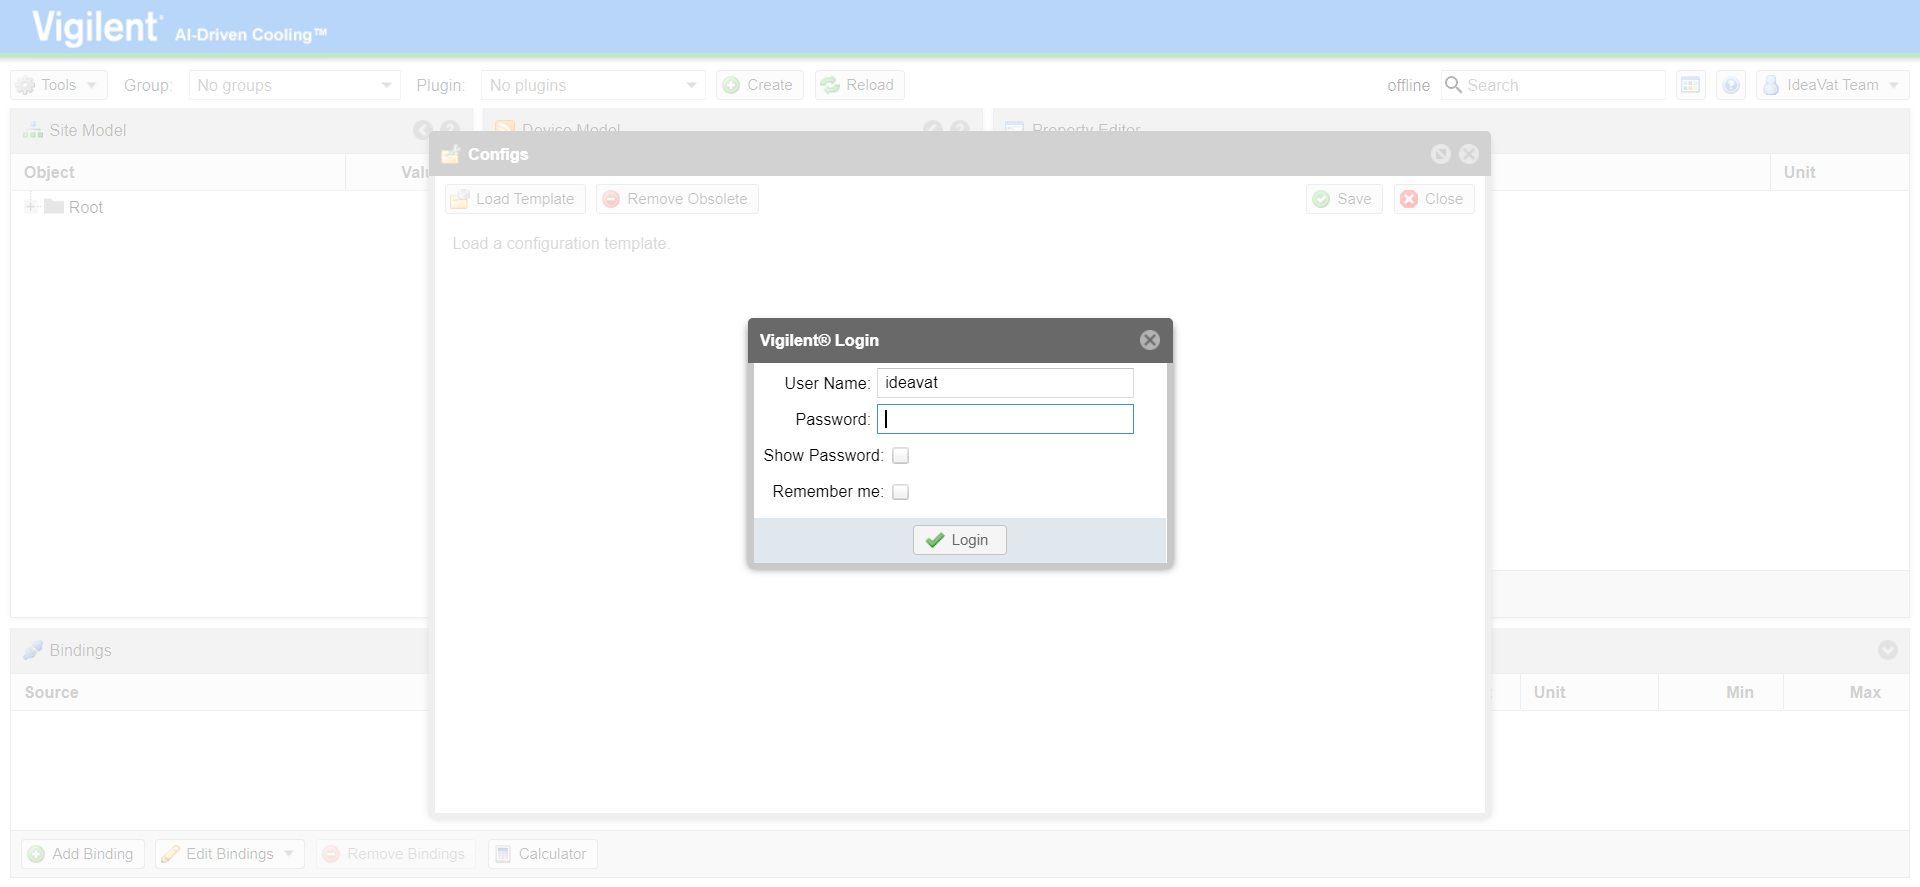 Vigilent AI-Driven Cooling™
Tools Group: No groups Plugin: No plugins Create Reload offline Search IdeaVat Team
Site Model Device Model Property Editor
Object Unit
Root
Configs
Load Template Remove Obsolete Save Close
Load a configuration template.
Vigilent® Login
User Name: ideavat
Password:
Show Password:
Remember me:
Login
Bindings
Source Unit Min Max
Add Binding Edit Bindings Remove Bindings Calculator